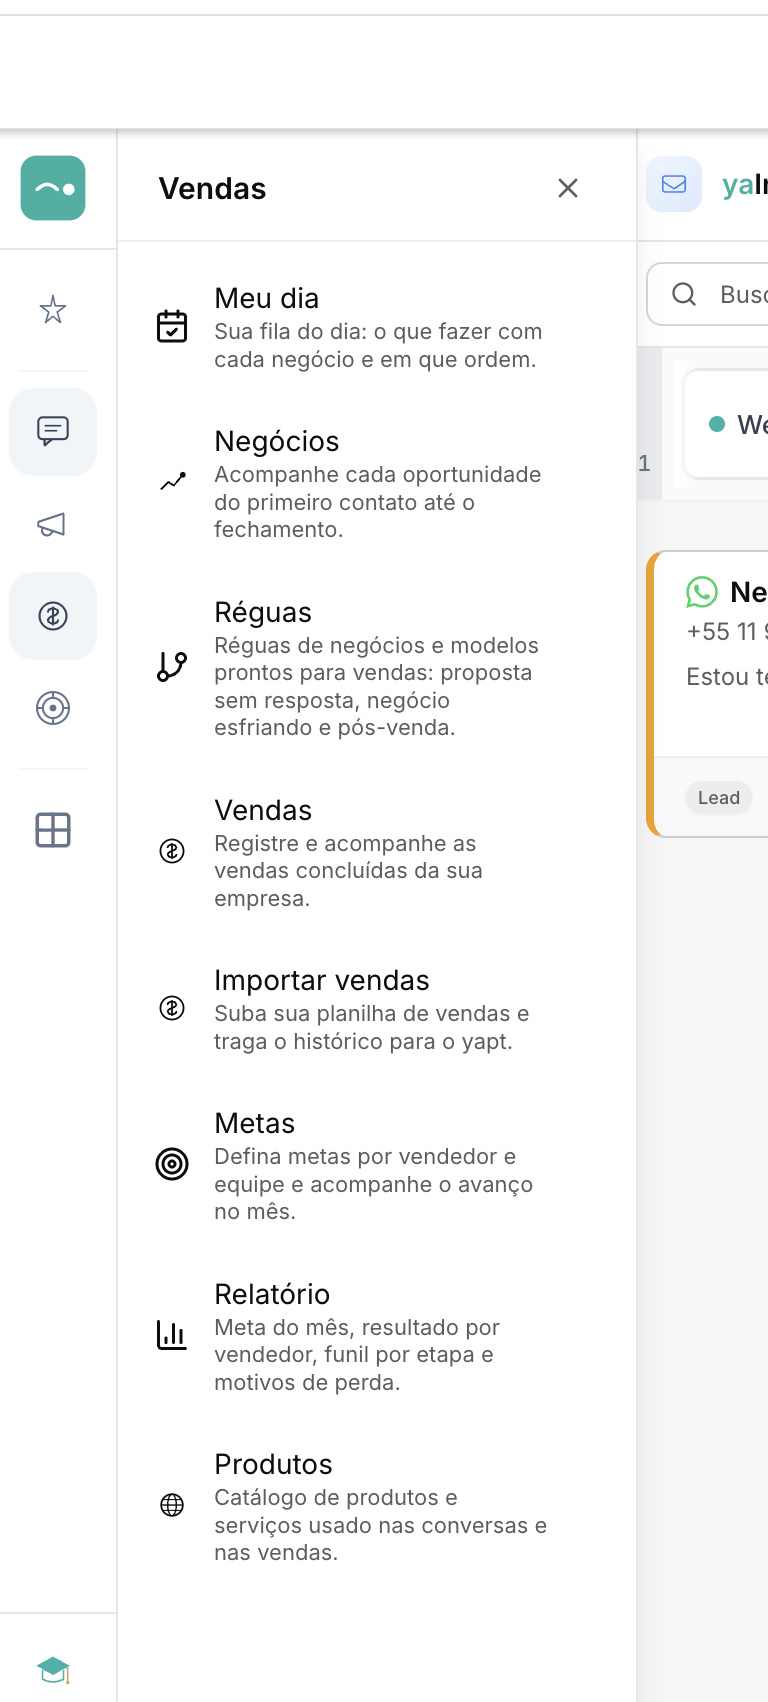 Vendas
Meu dia
Sua fila do dia: o que fazer com
cada negócio e em que ordem.
Negócios
Acompanhe cada oportunidade
do primeiro contato até o
fechamento.
Réguas
Réguas de negócios e modelos
prontos para vendas: proposta
sem resposta, negócio
esfriando e pós-venda.
Vendas
Registre e acompanhe as
vendas concluídas da sua
empresa.
Importar vendas
Suba sua planilha de vendas e
traga o histórico para o yapt.
Metas
Defina metas por vendedor e
equipe e acompanhe o avanço
no mês.
Relatório
Meta do mês, resultado por
vendedor, funil por etapa e
motivos de perda.
Produtos
Catálogo de produtos e
serviços usado nas conversas e
nas vendas.
1
+55 11
Estou
Lead